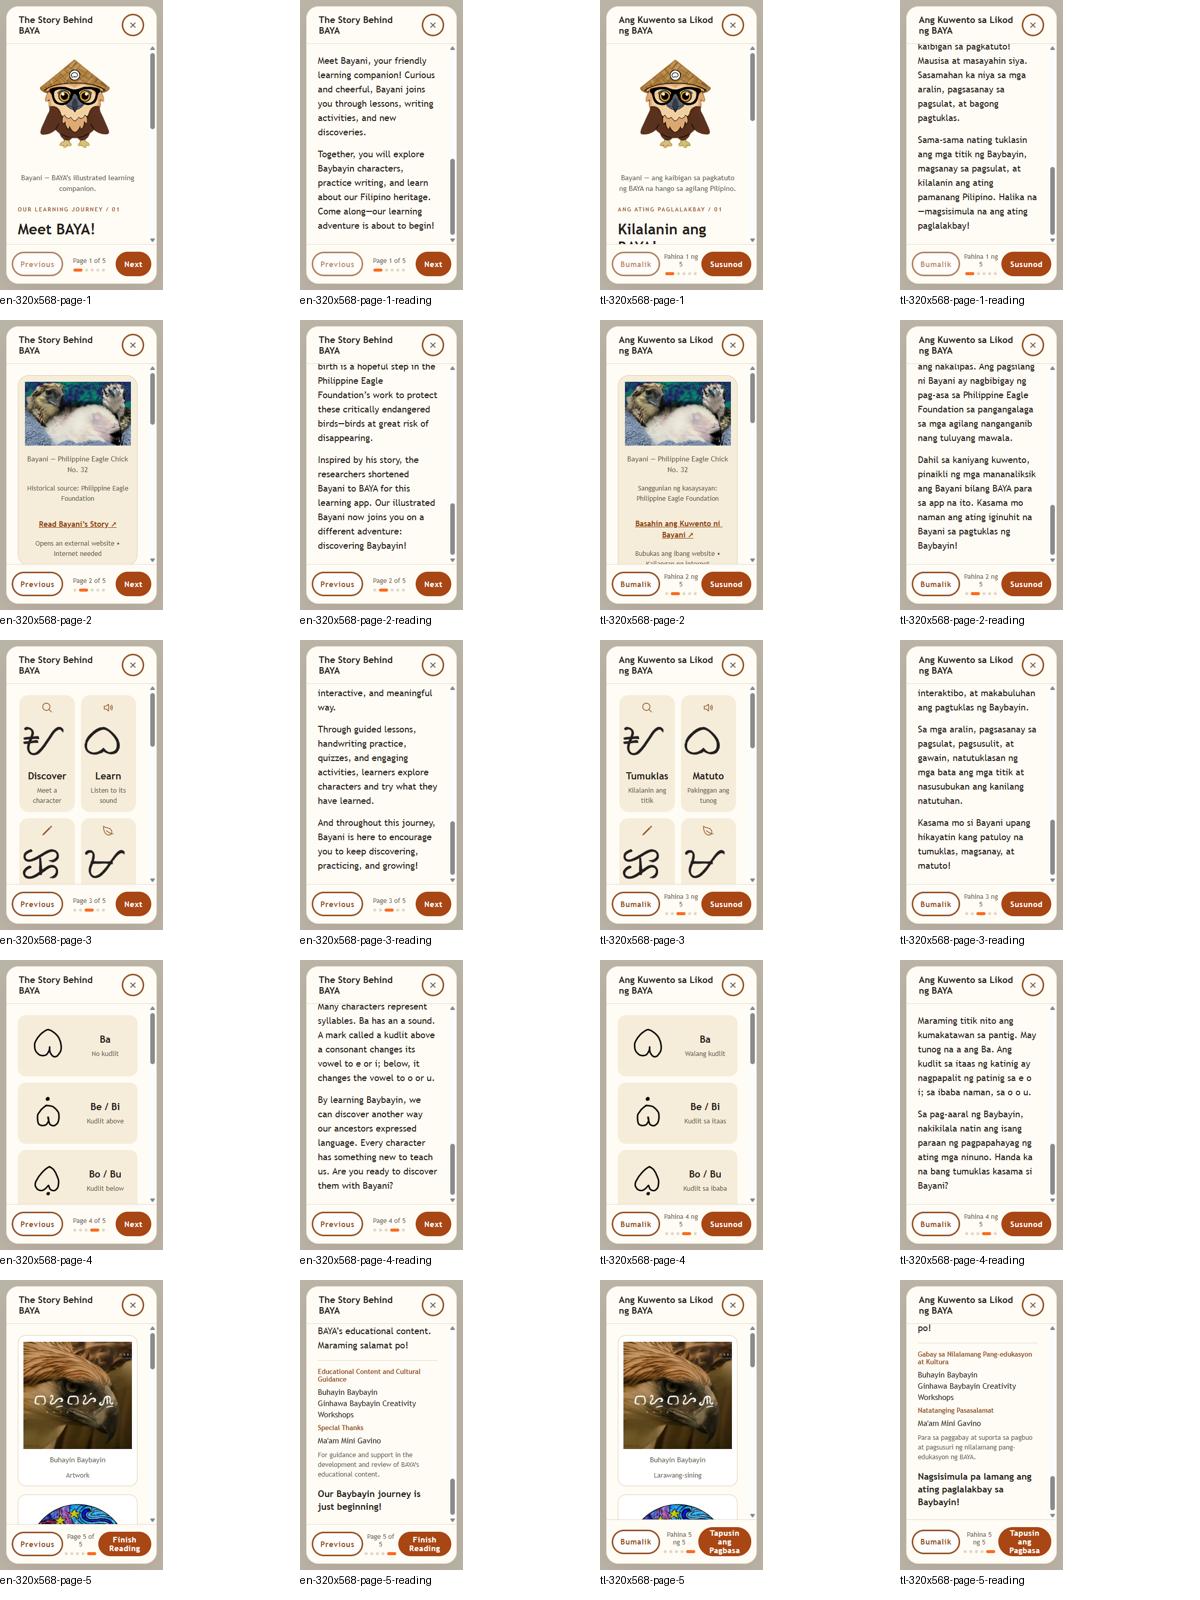 The Story Behind
BAYA
Bayani — BAYA's illustrated learning
companion.
OUR LEARNING JOURNEY / 01
Meet BAYA!
Previous
Page 1 of 5
Next
en-320x568-page-1
The Story Behind
BAYA
Meet Bayani, your friendly
learning companion! Curious
and cheerful, Bayani joins
you through lessons, writing
activities, and new
discoveries.
Together, you will explore
Baybayin characters,
practice writing, and learn
about our Filipino heritage.
Come along—our learning
adventure is about to begin!
Previous
Page 1 of 5
Next
en-320x568-page-1-reading
Ang Kuwento sa Likod
ng BAYA
Bayani — ang kaibigan sa pagkatuto
ng BAYA na hango sa agilang Pilipino.
ANG ATING PAGLALAKBAY / 01
Kilalanin ang
BAYA!
Bumalik
Pahina 1 ng
5
Susunod
tl-320x568-page-1
Ang Kuwento sa Likod
ng BAYA
kaibigan sa pagkatuto!
Mausisa at masayahin siya.
Sasamahan ka niya sa mga
aralin, pagsasanay sa
pagsulat, at bagong
pagtuklas.
Sama-sama nating tuklasin
ang mga titik ng Baybayin,
magsanay sa pagsulat, at
kilalanin ang ating
pamanang Pilipino. Halika na
—magsisimula na ang ating
paglalakbay!
Bumalik
Pahina 1 ng
5
Susunod
tl-320x568-page-1-reading
The Story Behind
BAYA
Bayani — Philippine Eagle Chick
No. 32
Historical source: Philippine Eagle
Foundation
Read Bayani's Story ↗
Opens an external website •
Internet needed
Previous
Page 2 of 5
Next
en-320x568-page-2
The Story Behind
BAYA
birth is a hopeful step in the
Philippine Eagle
Foundation's work to protect
these critically endangered
birds—birds at great risk of
disappearing.
Inspired by his story, the
researchers shortened
Bayani to BAYA for this
learning app. Our illustrated
Bayani now joins you on a
different adventure:
discovering Baybayin!
Previous
Page 2 of 5
Next
en-320x568-page-2-reading
Ang Kuwento sa Likod
ng BAYA
Bayani — Philippine Eagle Chick
No. 32
Sanggunian ng kasaysayan:
Philippine Eagle Foundation
Basahin ang Kuwento ni
Bayani ↗
Bubukas ang ibang website •
Kailangan ng internet
Bumalik
Pahina 2 ng
5
Susunod
tl-320x568-page-2
Ang Kuwento sa Likod
ng BAYA
ang nakalipas. Ang pagsilang
ni Bayani ay nagbibigay ng
pag-asa sa Philippine Eagle
Foundation sa pangangalaga
sa mga agilang nanganganib
nang tuluyang mawala.
Dahil sa kaniyang kuwento,
pinaikli ng mga mananaliksik
ang Bayani bilang BAYA para
sa app na ito. Kasama mo
naman ang ating iginuhit na
Bayani sa pagtuklas ng
Baybayin!
Bumalik
Pahina 2 ng
5
Susunod
tl-320x568-page-2-reading
The Story Behind
BAYA
Discover
Learn
Meet a
character
Listen to its
sound
Previous
Page 3 of 5
Next
en-320x568-page-3
The Story Behind
BAYA
interactive, and meaningful
way.
Through guided lessons,
handwriting practice,
quizzes, and engaging
activities, learners explore
characters and try what they
have learned.
And throughout this journey,
Bayani is here to encourage
you to keep discovering,
practicing, and growing!
Previous
Page 3 of 5
Next
en-320x568-page-3-reading
Ang Kuwento sa Likod
ng BAYA
Tumuklas
Matuto
Kilalanin ang
titik
Pakinggan ang
tunog
Bumalik
Pahina 3 ng
5
Susunod
tl-320x568-page-3
Ang Kuwento sa Likod
ng BAYA
interaktibo, at makabuluhan
ang pagtuklas ng Baybayin.
Sa mga aralin, pagsasanay sa
pagsulat, pagsusulit, at
gawain, natutuklasan ng
mga bata ang mga titik at
nasusubukan ang kanilang
natutuhan.
Kasama mo si Bayani upang
hikayatin kang patuloy na
tumuklas, magsanay, at
matuto!
Bumalik
Pahina 3 ng
5
Susunod
tl-320x568-page-3-reading
The Story Behind
BAYA
Ba
No kudlit
Be / Bi
Kudlit above
Bo / Bu
Kudlit below
Previous
Page 4 of 5
Next
en-320x568-page-4
The Story Behind
BAYA
Many characters represent
syllables. Ba has an a sound.
A mark called a kudlit above
a consonant changes its
vowel to e or i; below, it
changes the vowel to o or u.
By learning Baybayin, we
can discover another way
our ancestors expressed
language. Every character
has something new to teach
us. Are you ready to discover
them with Bayani?
Previous
Page 4 of 5
Next
en-320x568-page-4-reading
Ang Kuwento sa Likod
ng BAYA
Ba
Walang kudlit
Be / Bi
Kudlit sa itaas
Bo / Bu
Kudlit sa ibaba
Bumalik
Pahina 4 ng
5
Susunod
tl-320x568-page-4
Ang Kuwento sa Likod
ng BAYA
Maraming titik nito ang
kumakatawan sa pantig. May
tunog na a ang Ba. Ang
kudlit sa itaas ng katinig ay
nagpapalit ng patinig sa e o
i; sa ibaba naman, sa o o u.
Sa pag-aaral ng Baybayin,
nakikilala natin ang isang
paraan ng pagpapahayag ng
ating mga ninuno. Handa ka
na bang tumuklas kasama si
Bayani?
Bumalik
Pahina 4 ng
5
Susunod
tl-320x568-page-4-reading
The Story Behind
BAYA
Buhayin Baybayin
Artwork
Previous
Page 5 of
5
Finish
Reading
en-320x568-page-5
The Story Behind
BAYA
BAYA's educational content.
Maraming salamat po!
Educational Content and Cultural
Guidance
Buhayin Baybayin
Ginhawa Baybayin Creativity
Workshops
Special Thanks
Ma'am Mini Gavino
For guidance and support in the
development and review of BAYA's
educational content.
Our Baybayin journey is
just beginning!
Previous
Page 5 of
5
Finish
Reading
en-320x568-page-5-reading
Ang Kuwento sa Likod
ng BAYA
Buhayin Baybayin
Larawang-sining
Bumalik
Pahina 5
ng 5
Tapusin
ang
Pagbasa
tl-320x568-page-5
Ang Kuwento sa Likod
ng BAYA
po!
Gabay sa Nilalamang Pang-edukasyon
at Kultura
Buhayin Baybayin
Ginhawa Baybayin Creativity
Workshops
Natatanging Pasasalamat
Ma'am Mini Gavino
Para sa paggabay at suporta sa pagbuo
at pagsusuri ng nilalamang pang-
edukasyon ng BAYA.
Nagsisimula pa lamang ang
ating paglalakbay sa
Baybayin!
Bumalik
Pahina 5
ng 5
Tapusin
ang
Pagbasa
tl-320x568-page-5-reading